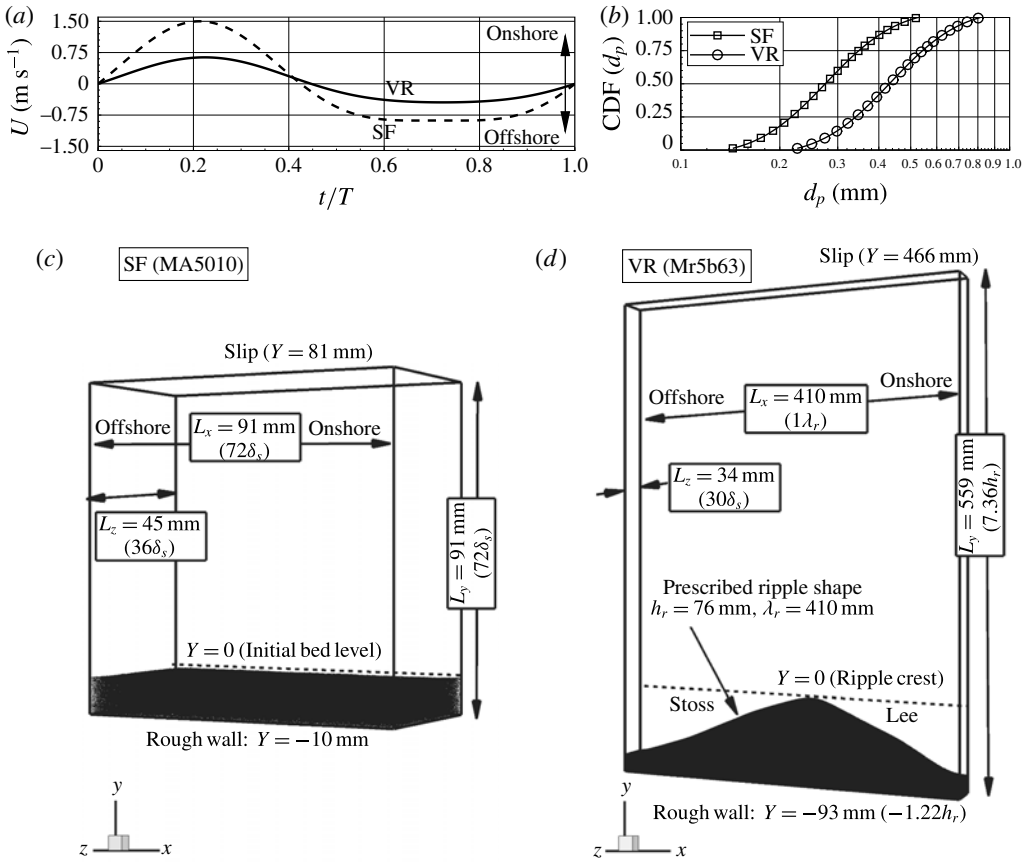 (a)
1.50
0.75
0
−0.75
−1.50
U (m s⁻¹)
Onshore
VR
SF
Offshore
0
0.2
0.4
0.6
0.8
1.0
t/T
(b)
1.00
0.75
0.50
0.25
0
CDF (dₚ)
SF
VR
0.1
0.2
0.3
0.4
0.5
0.6
0.7
0.8
0.9
1.0
dₚ (mm)
(c)
SF (MA5010)
Slip (Y = 81 mm)
Offshore
Lₓ = 91 mm
(72δₛ)
Onshore
L_z = 45 mm
(36δₛ)
L_y = 91 mm
(72δₛ)
Y = 0 (Initial bed level)
Rough wall: Y = −10 mm
y
z
x
(d)
VR (Mr5b63)
Slip (Y = 466 mm)
Offshore
Lₓ = 410 mm
(1λᵣ)
Onshore
L_z = 34 mm
(30δₛ)
L_y = 559 mm
(7.36hᵣ)
Prescribed ripple shape
hᵣ = 76 mm, λᵣ = 410 mm
Y = 0 (Ripple crest)
Stoss
Lee
Rough wall: Y = −93 mm (−1.22hᵣ)
y
z
x